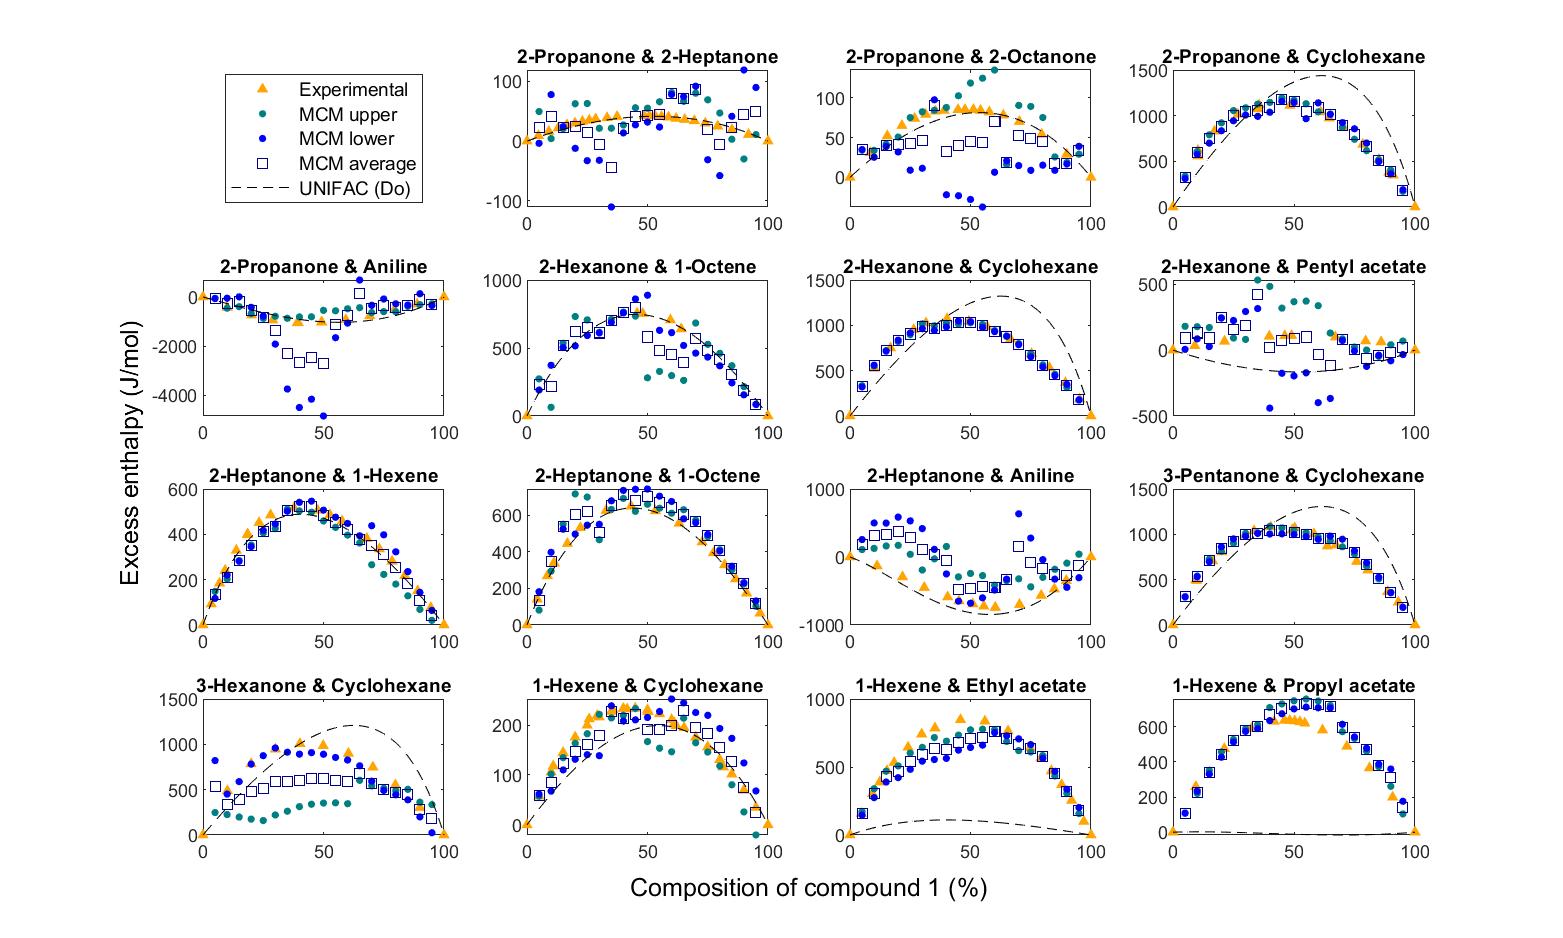 Experimental
MCM upper
MCM lower
MCM average
UNIFAC (Do)
2-Propanone & 2-Heptanone
100
0
-100
0 50 100
2-Propanone & 2-Octanone
100
50
0
0 50 100
2-Propanone & Cyclohexane
1500
1000
500
0
0 50 100
2-Propanone & Aniline
0
-2000
-4000
0 50 100
2-Hexanone & 1-Octene
1000
500
0
0 50 100
2-Hexanone & Cyclohexane
1500
1000
500
0
0 50 100
2-Hexanone & Pentyl acetate
500
0
-500
0 50 100
2-Heptanone & 1-Hexene
600
400
200
0
0 50 100
2-Heptanone & 1-Octene
600
400
200
0
0 50 100
2-Heptanone & Aniline
1000
0
-1000
0 50 100
3-Pentanone & Cyclohexane
1500
1000
500
0
0 50 100
3-Hexanone & Cyclohexane
1500
1000
500
0
0 50 100
1-Hexene & Cyclohexane
200
100
0
0 50 100
1-Hexene & Ethyl acetate
1000
500
0
0 50 100
1-Hexene & Propyl acetate
600
400
200
0
0 50 100
Excess enthalpy (J/mol)
Composition of compound 1 (%)